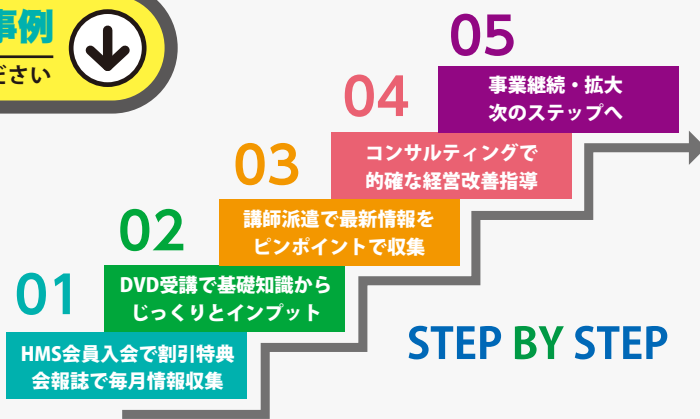 事例
ださい
05
事業継続・拡大
次のステップへ
04
コンサルティングで
的確な経営改善指導
03
講師派遣で最新情報を
ピンポイントで収集
02
DVD受講で基礎知識から
じっくりとインプット
01
HMS会員入会で割引特典
会報誌で毎月情報収集
STEP BY STEP